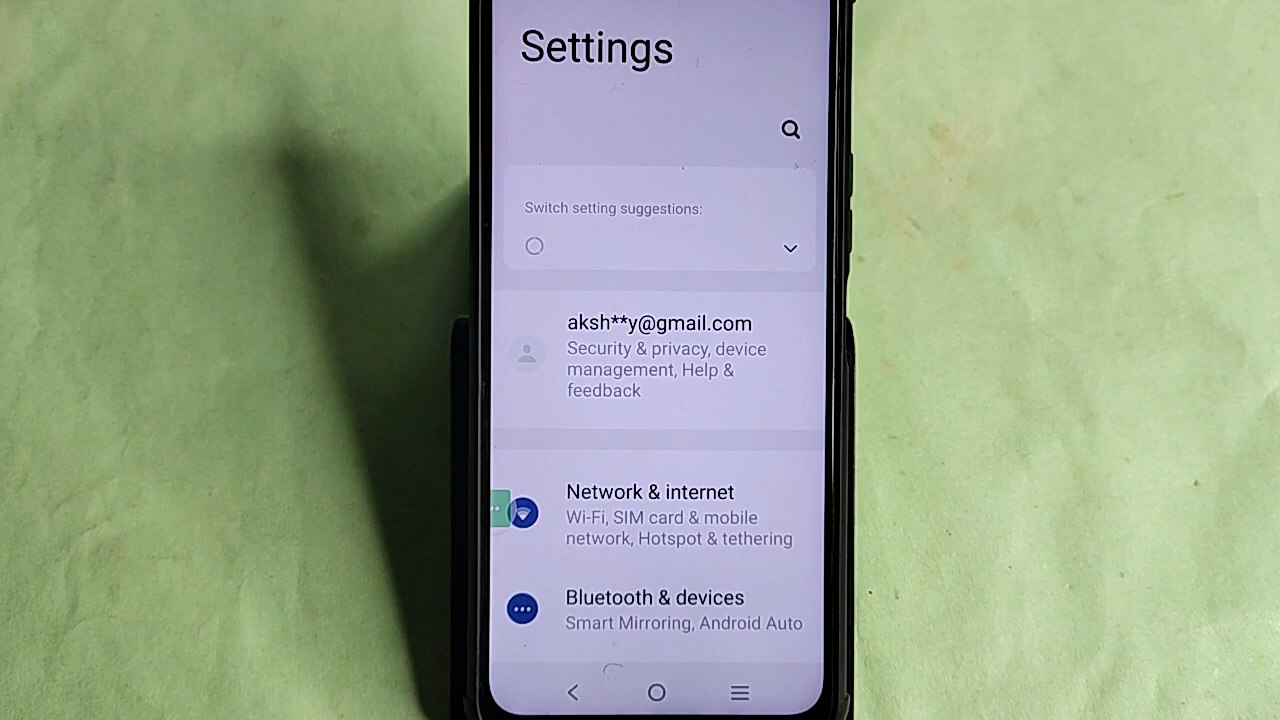 Settings
Switch setting suggestions:
aksh**y@gmail.com
Security & privacy, device
management, Help &
feedback
Network & internet
Wi-Fi, SIM card & mobile
network, Hotspot & tethering
Bluetooth & devices
Smart Mirroring, Android Auto